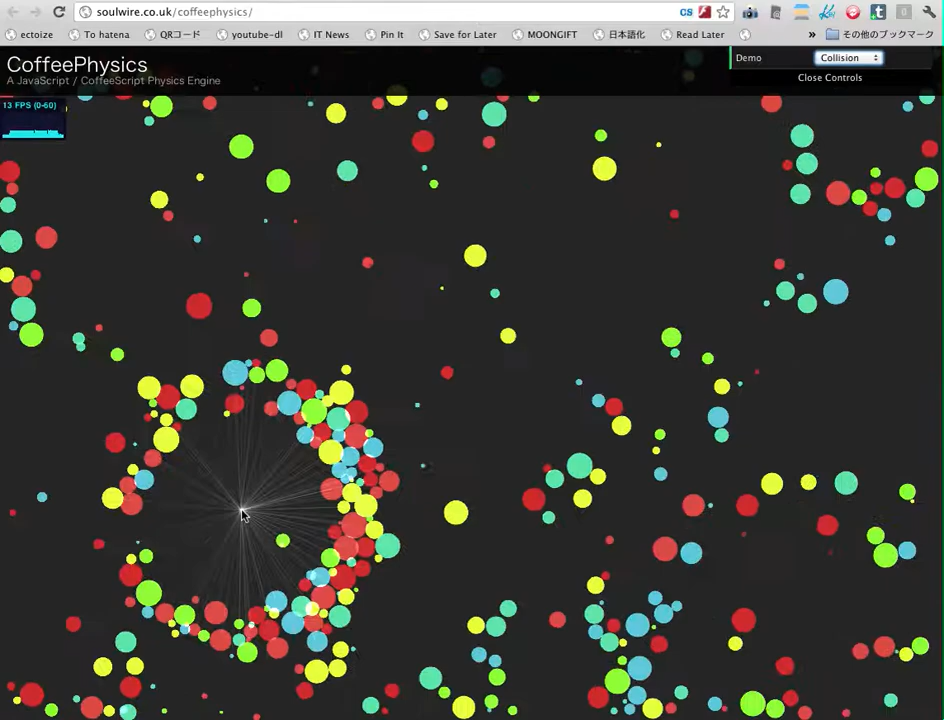 soulwire.co.uk/coffeephysics/
ectoize To hatena QRコード youtube-dl IT News Pin It Save for Later MOONGIFT 日本語化 Read Later » その他のブックマーク
CoffeePhysics
A JavaScript / CoffeeScript Physics Engine
Demo Collision
Close Controls
13 FPS (0-60)